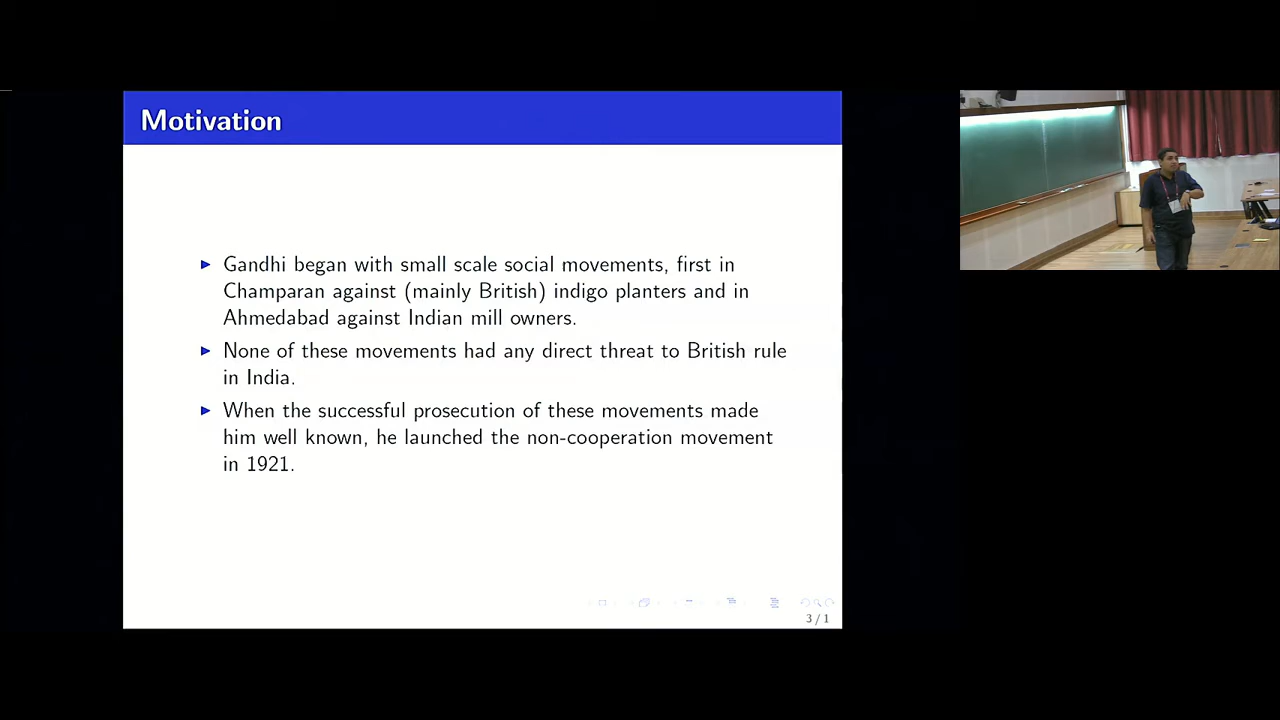 Motivation
Gandhi began with small scale social movements, first in
Champaran against (mainly British) indigo planters and in
Ahmedabad against Indian mill owners.
None of these movements had any direct threat to British rule
in India.
When the successful prosecution of these movements made
him well known, he launched the non-cooperation movement
in 1921.
3 / 1